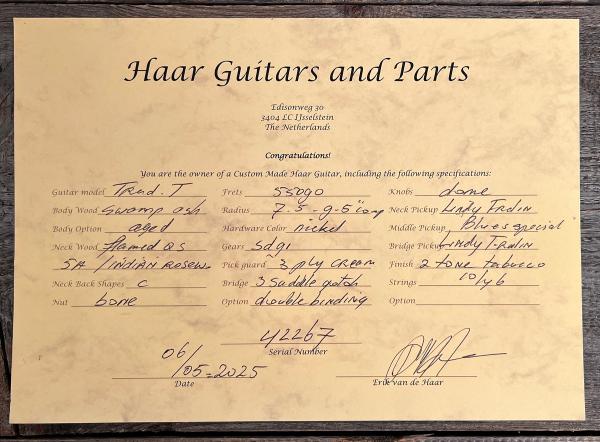 Haar Guitars and Parts
Edisonweg 30
3404 LC IJsselstein
The Netherlands
Congratulations!
You are the owner of a Custom Made Haar Guitar, including the following specifications:
Guitar model Trad. T Frets 55090 Knobs dome
Body Wood Swamp ash Radius 7.5 - 9.5" comp Neck Pickup Lindy Fralin
Body Option aged Hardware Color nickel Middle Pickup "Blues special"
Neck Wood flamed QS Gears Sdgi Bridge Pickup Lindy Fralin
5A / INDIAN ROSEW. Pick guard 3 ply CREAM Finish 2 tone tabacco
Neck Back Shapes C Bridge 3 Saddle Strings 10/46
Nut bone Option double binding Option
42267
Serial Number
06/05-2025
Date Erik van de Haar